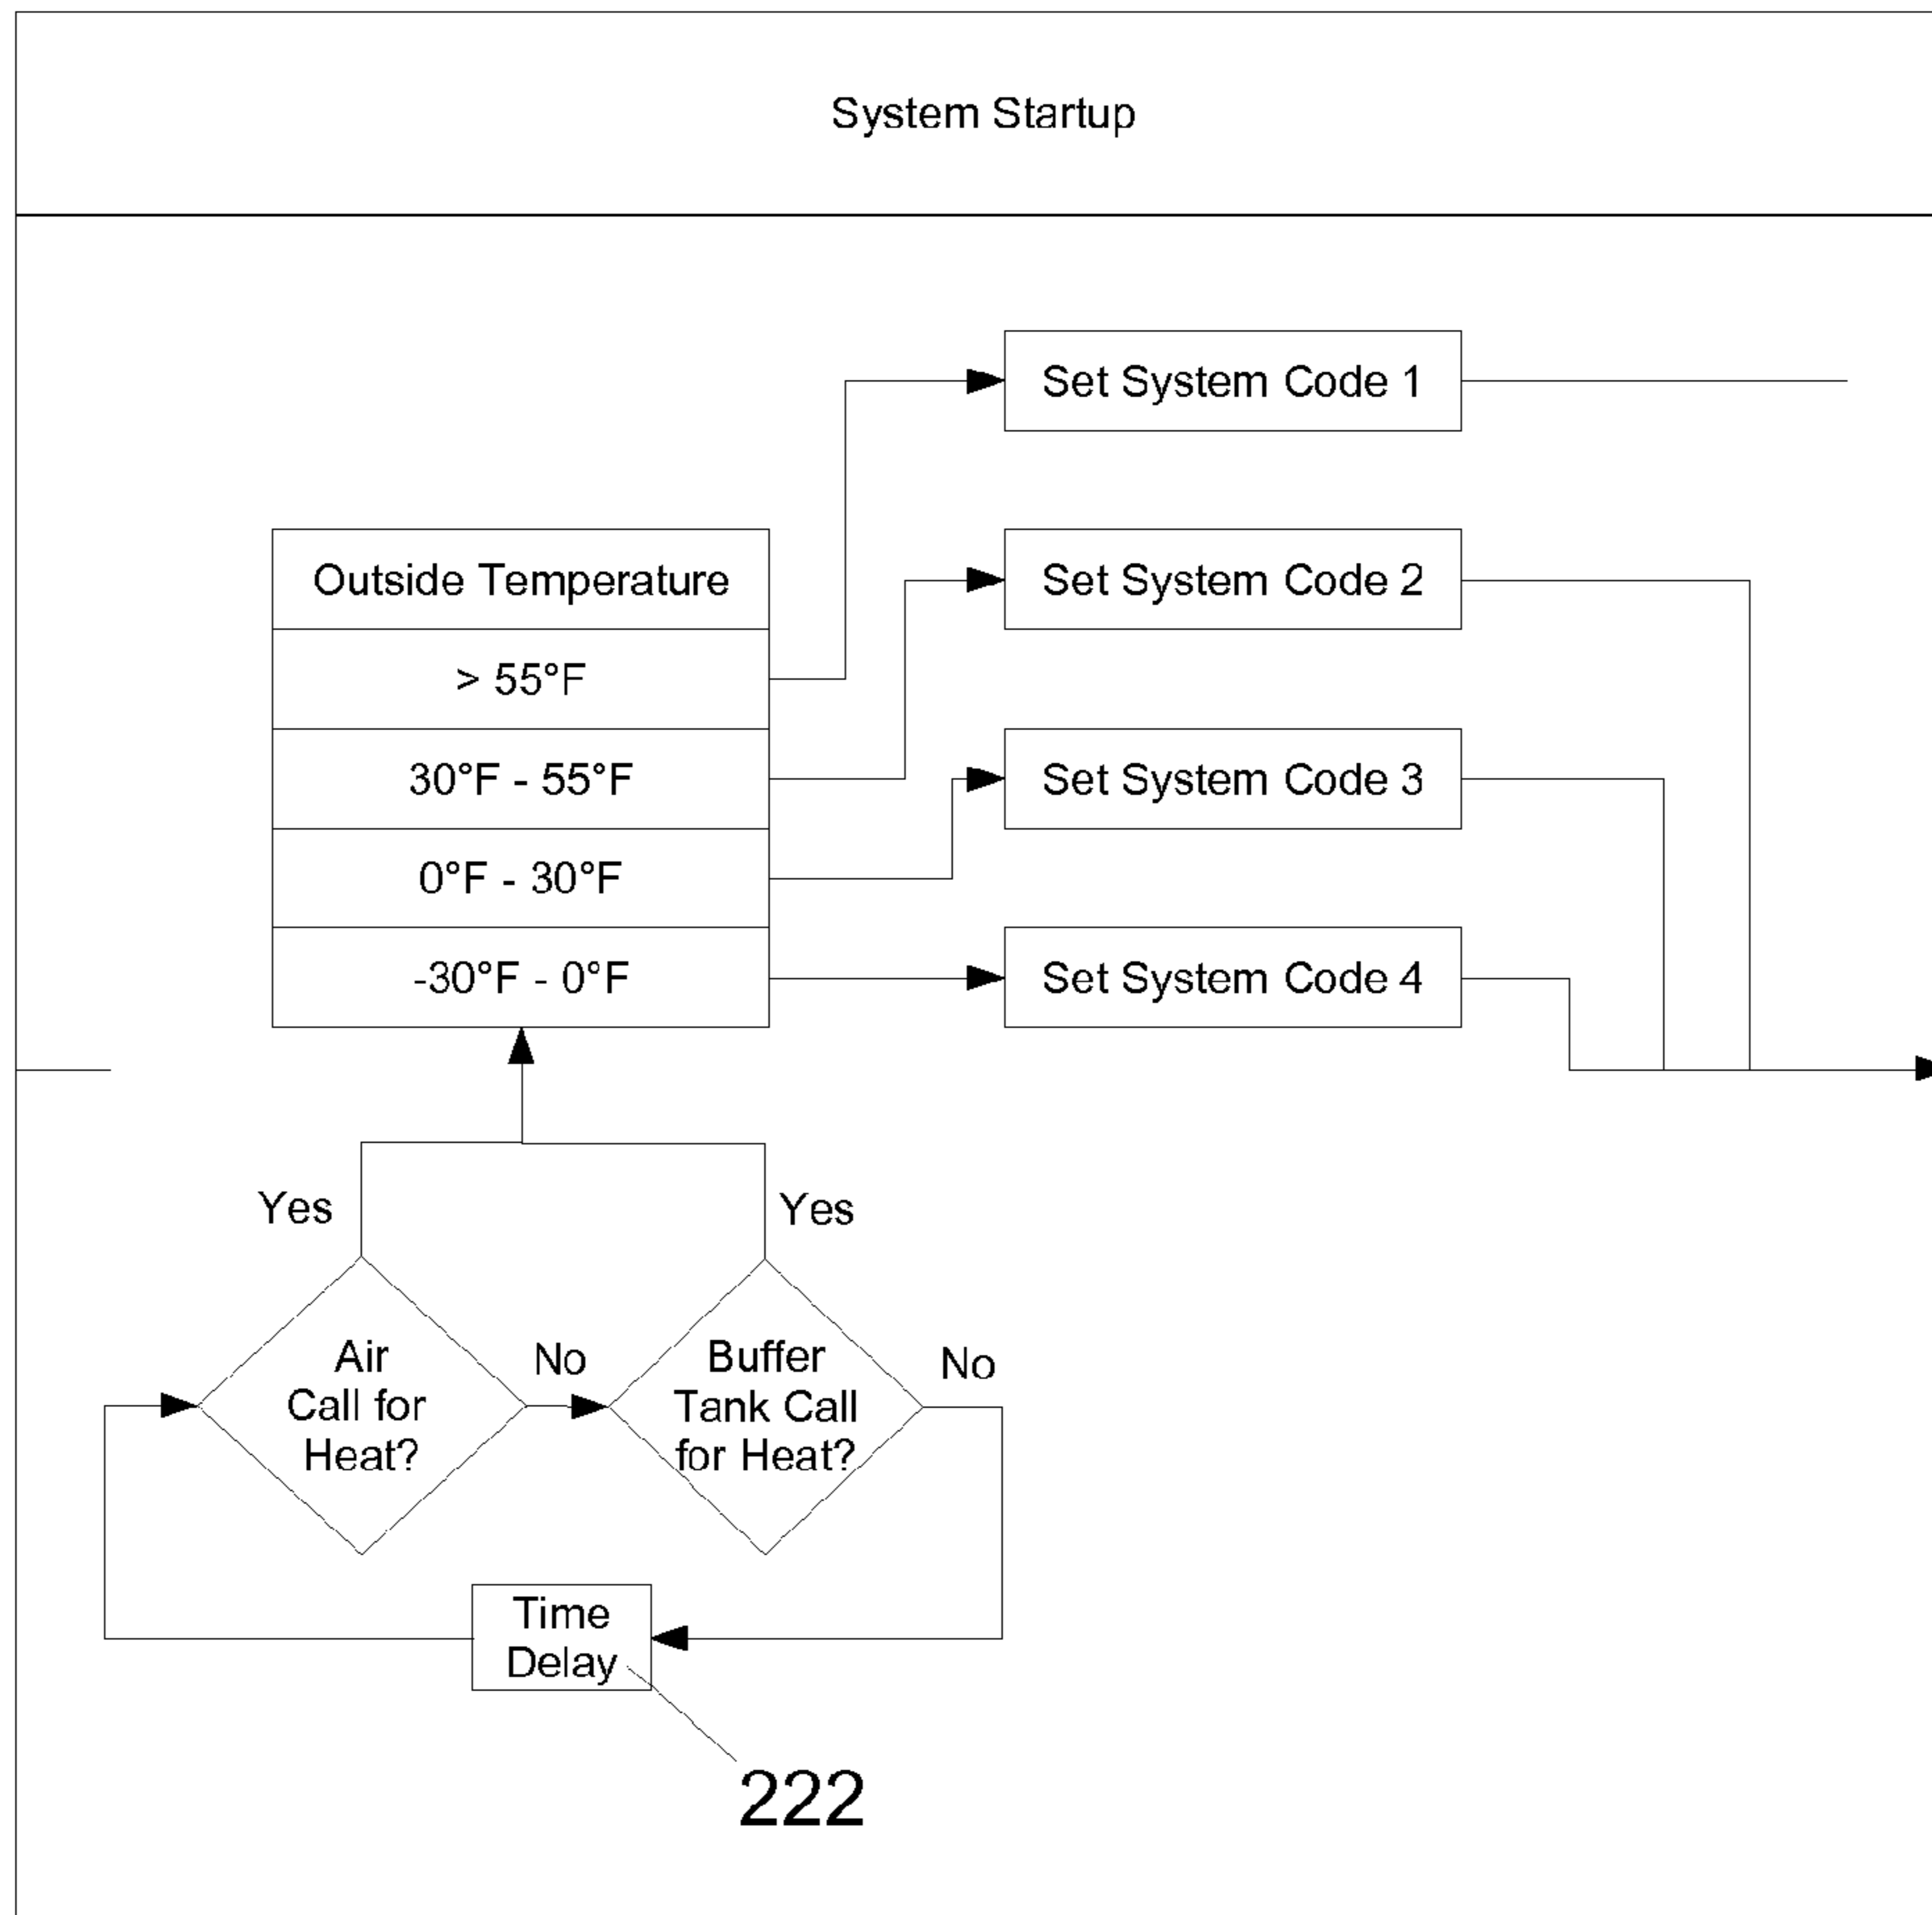 System Startup
Set System Code 1
Outside Temperature
Set System Code 2
> 55°F
30°F - 55°F
Set System Code 3
0°F - 30°F
-30°F - 0°F
Set System Code 4
Yes
Yes
Air
Call for
Heat?
No
Buffer
Tank Call
for Heat?
No
Time
Delay
222